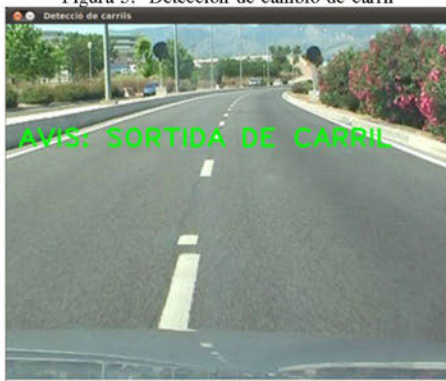 Figura 5. Detección de cambio de carril
Detecció de carrils
AVIS: SORTIDA DE CARRIL